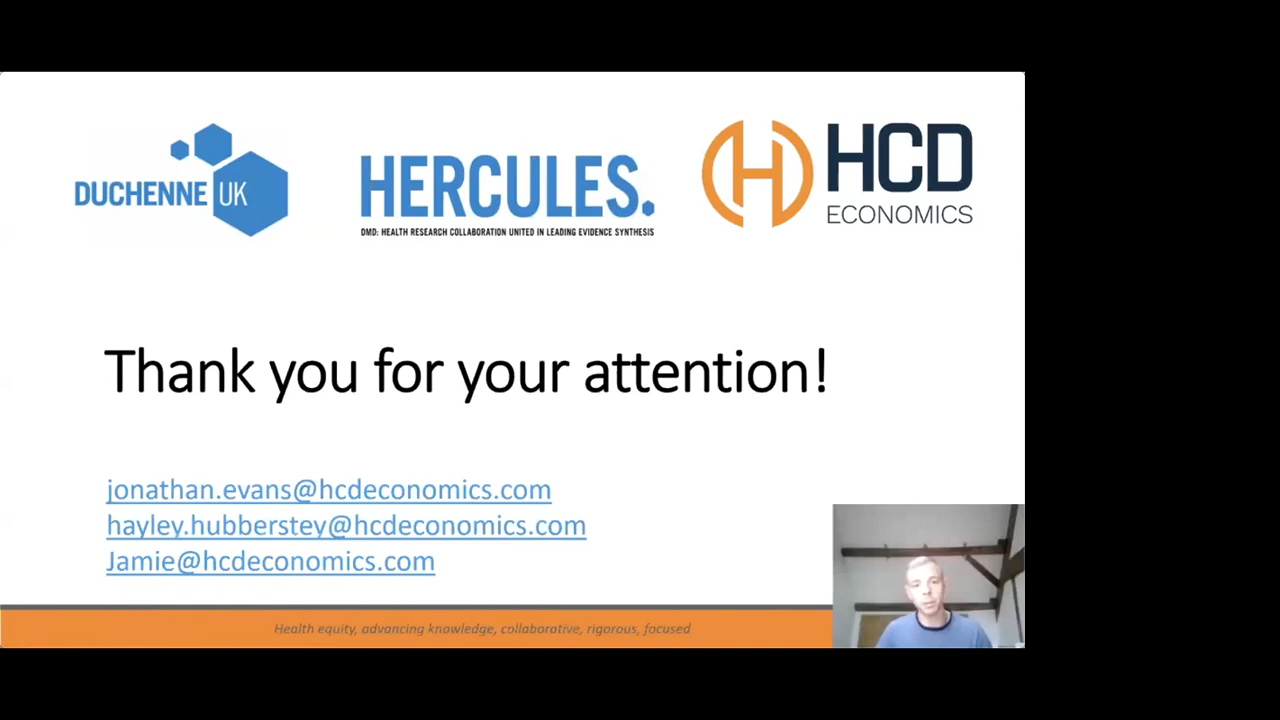 DUCHENNE UK
HERCULES.
DMD: HEALTH RESEARCH COLLABORATION UNITED IN LEADING EVIDENCE SYNTHESIS
HCD
ECONOMICS
Thank you for your attention!
jonathan.evans@hcdeconomics.com
hayley.hubberstey@hcdeconomics.com
Jamie@hcdeconomics.com
Health equity, advancing knowledge, collaborative, rigorous, focused